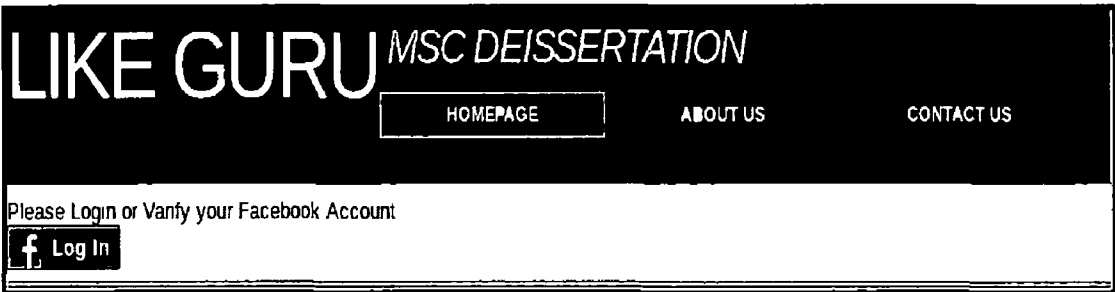 LIKE GURU MSC DEISSERTATION
HOMEPAGE ABOUT US CONTACT US
Please Login or Vanfy your Facebook Account
f Log In